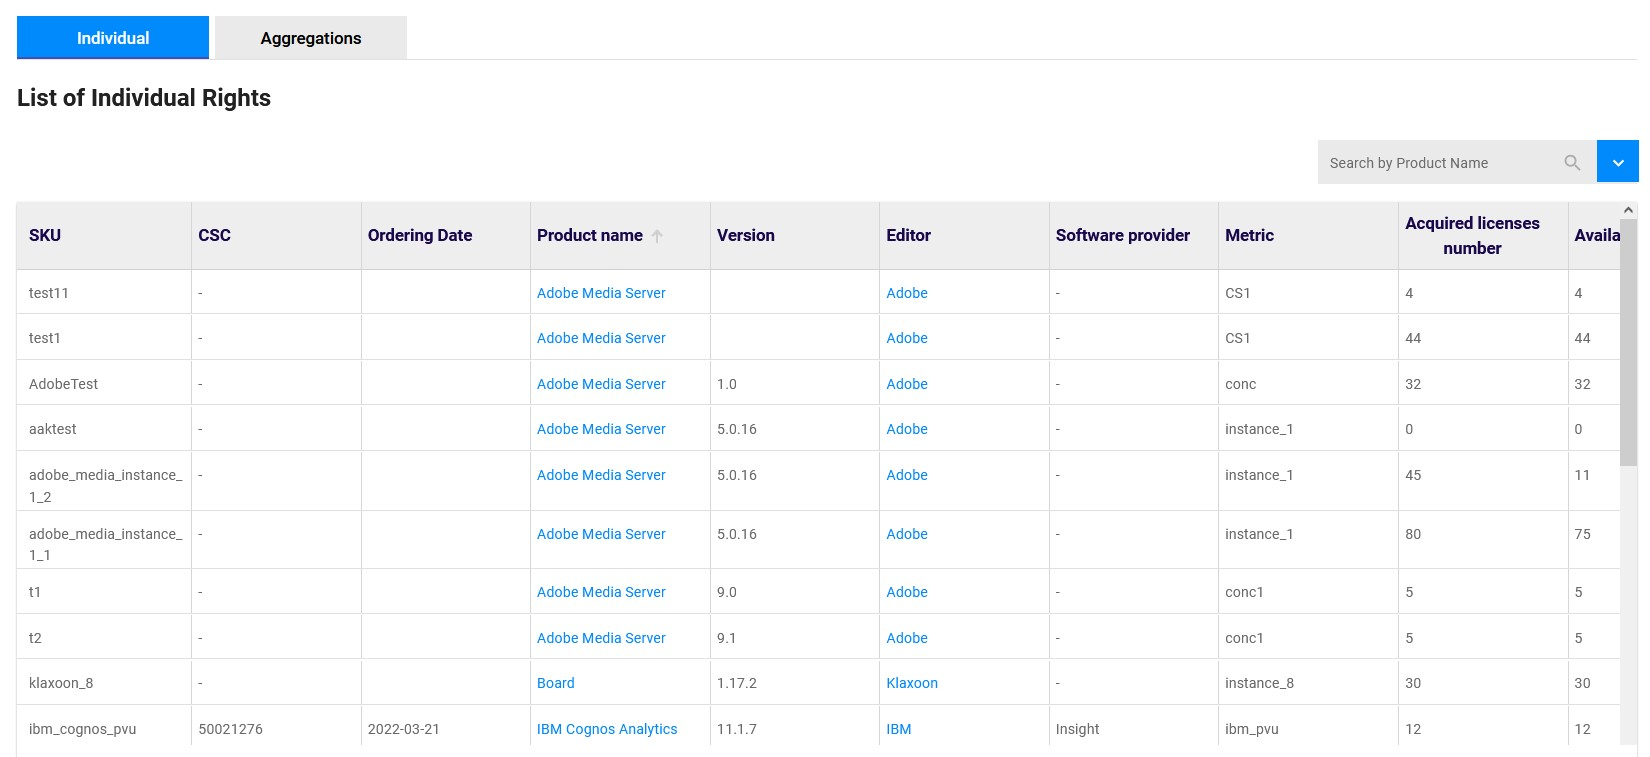 Individual Aggregations
List of Individual Rights
Search by Product Name
SKU CSC Ordering Date Product name Version Editor Software provider Metric Acquired licenses number Availa
test11 - Adobe Media Server Adobe - CS1 4 4
test1 - Adobe Media Server Adobe - CS1 44 44
AdobeTest - Adobe Media Server 1.0 Adobe - conc 32 32
aaktest - Adobe Media Server 5.0.16 Adobe - instance_1 0 0
adobe_media_instance_ - Adobe Media Server 5.0.16 Adobe - instance_1 45 11
1_2
adobe_media_instance_ - Adobe Media Server 5.0.16 Adobe - instance_1 80 75
1_1
t1 - Adobe Media Server 9.0 Adobe - conc1 5 5
t2 - Adobe Media Server 9.1 Adobe - conc1 5 5
klaxoon_8 - Board 1.17.2 Klaxoon - instance_8 30 30
ibm_cognos_pvu 50021276 2022-03-21 IBM Cognos Analytics 11.1.7 IBM Insight ibm_pvu 12 12